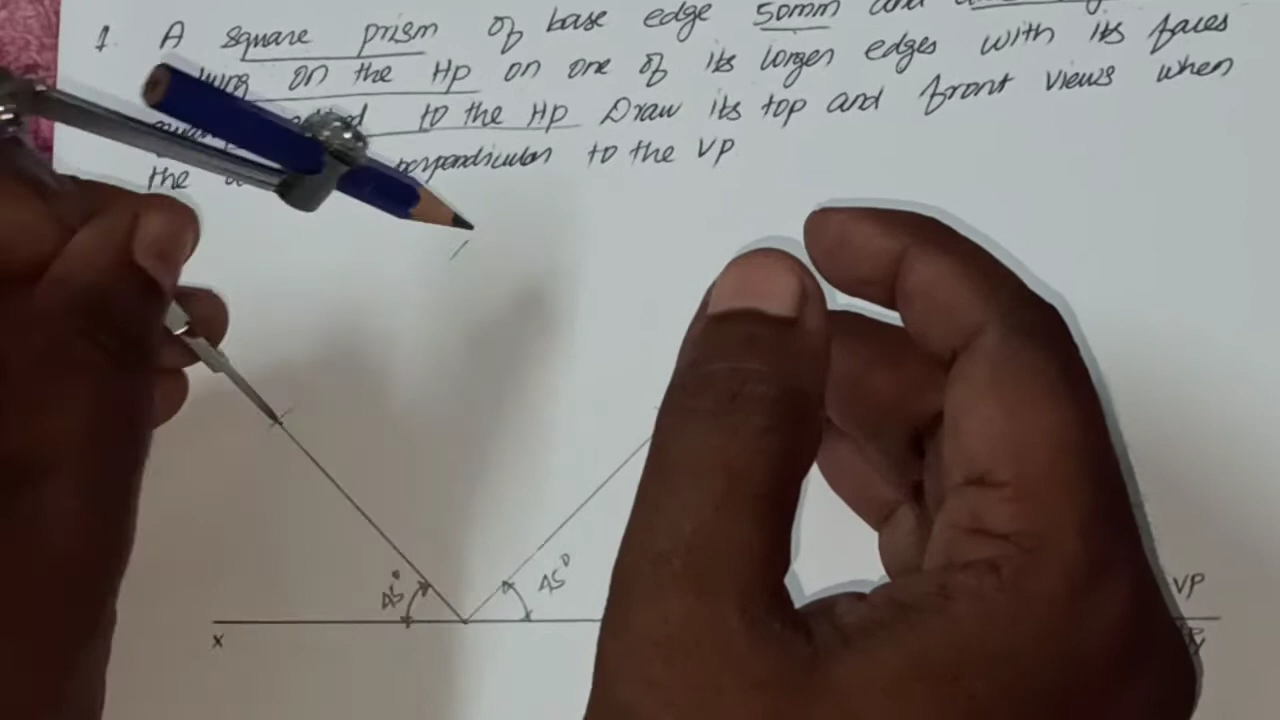 1. A square prism of base edge 50mm and
on the Hp on one of its longer edges with its faces
to the Hp Draw its top and front views when
the perpendicular to the VP
45° 45°
VP
X